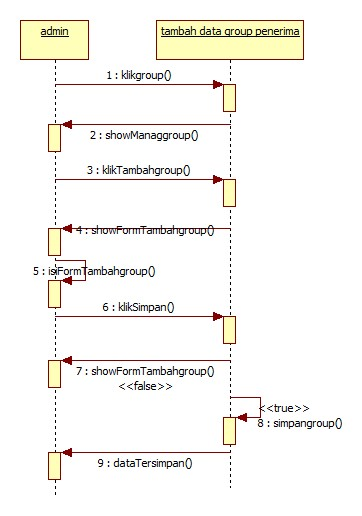 admin
tambah data group penerima
1 : klikgroup()
2 : showManaggroup()
3 : klikTambahgroup()
4 : showFormTambahgroup()
5 : isiFormTambahgroup()
6 : klikSimpan()
7 : showFormTambahgroup()
<<false>>
<<true>>
8 : simpangroup()
9 : dataTersimpan()